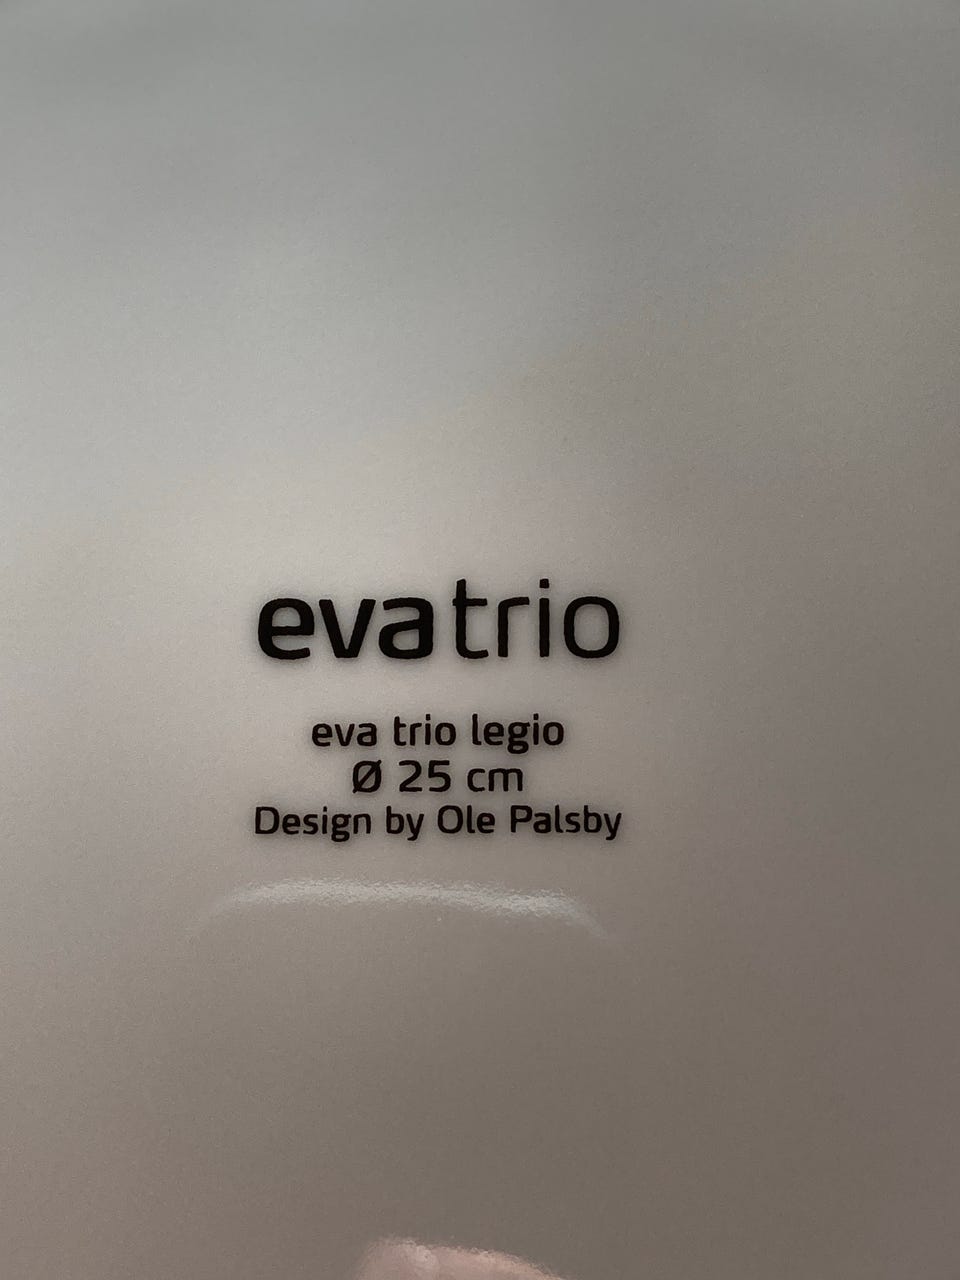 evatrio
eva trio legio
Ø 25 cm
Design by Ole Palsby